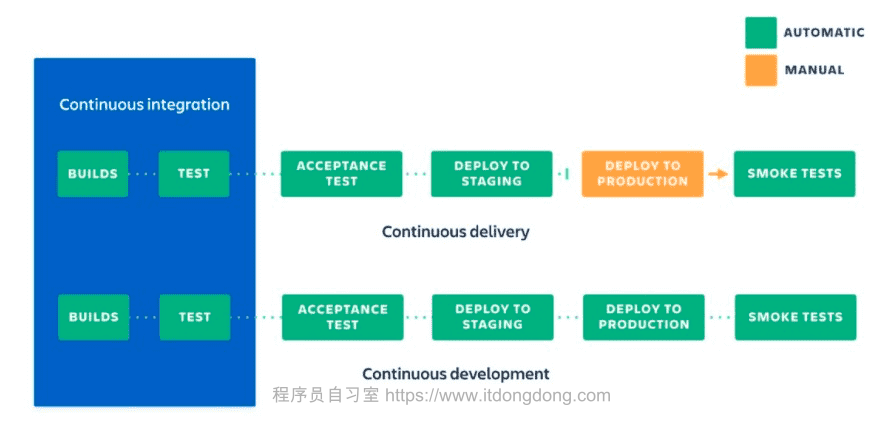 AUTOMATIC
MANUAL
Continuous integration
BUILDS
TEST
ACCEPTANCE
TEST
DEPLOY TO
STAGING
DEPLOY TO
PRODUCTION
SMOKE TESTS
Continuous delivery
BUILDS
TEST
ACCEPTANCE
TEST
DEPLOY TO
STAGING
DEPLOY TO
PRODUCTION
SMOKE TESTS
Continuous development
程序员自习室 https://www.itdongdong.com